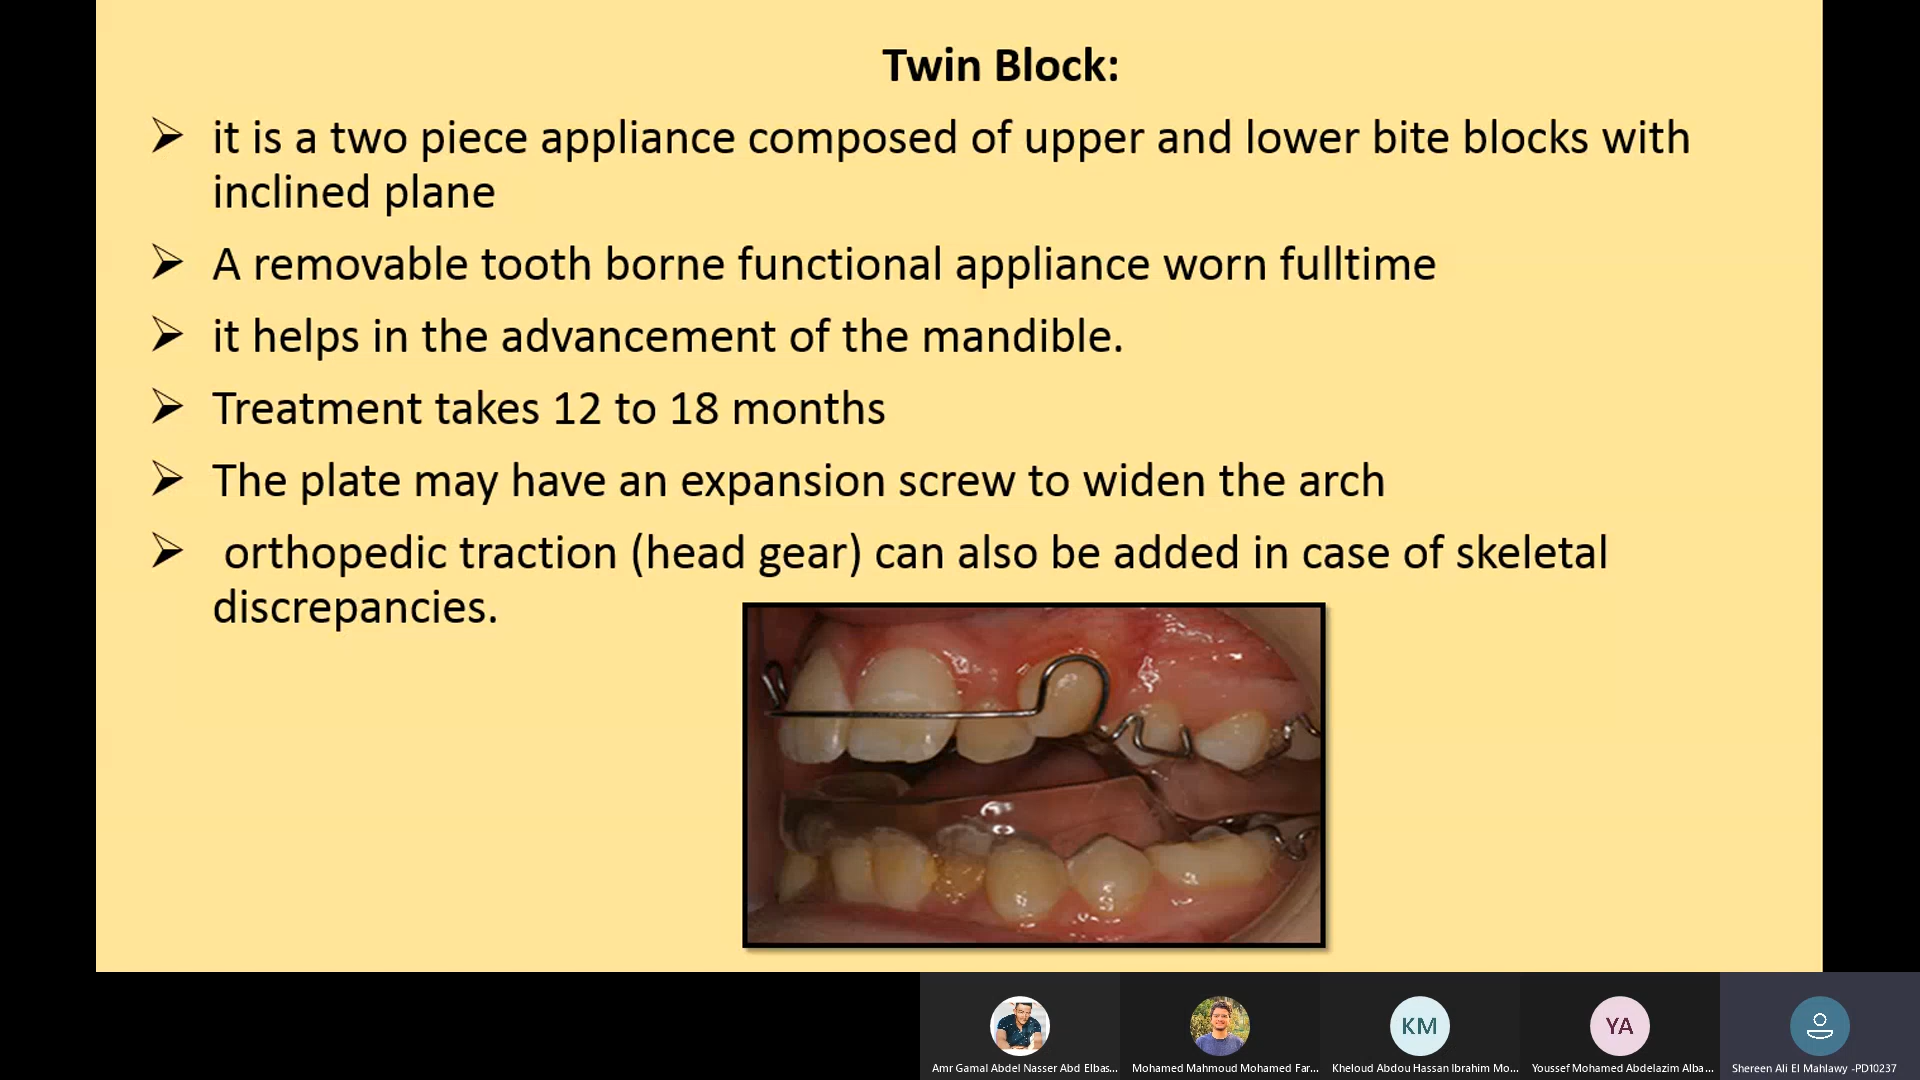 Twin Block:
➢ it is a two piece appliance composed of upper and lower bite blocks with
inclined plane
➢ A removable tooth borne functional appliance worn fulltime
➢ it helps in the advancement of the mandible.
➢ Treatment takes 12 to 18 months
➢ The plate may have an expansion screw to widen the arch
➢ orthopedic traction (head gear) can also be added in case of skeletal
discrepancies.
KM
YA
Amr Gamal Abdel Nasser Abd Elbas...
Mohamed Mahmoud Mohamed Far...
Kheloud Abdou Hassan Ibrahim Mo...
Youssef Mohamed Abdelazim Alba...
Shereen Ali El Mahlawy -PD10237